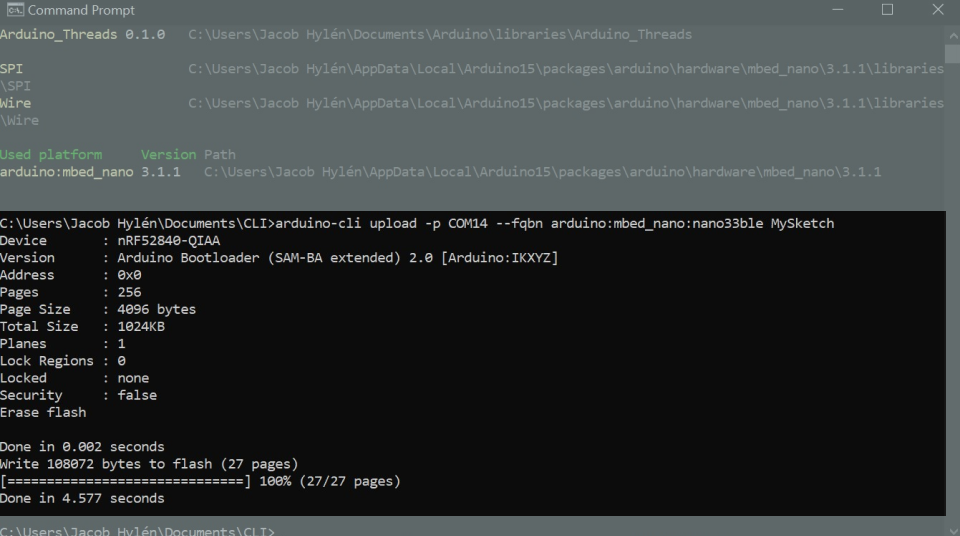 Command Prompt
Arduino_Threads 0.1.0   C:\Users\Jacob Hylén\Documents\Arduino\libraries\Arduino_Threads
SPI                     C:\Users\Jacob Hylén\AppData\Local\Arduino15\packages\arduino\hardware\mbed_nano\3.1.1\libraries
\SPI
Wire                    C:\Users\Jacob Hylén\AppData\Local\Arduino15\packages\arduino\hardware\mbed_nano\3.1.1\libraries
\Wire
Used platform     Version Path
arduino:mbed_nano 3.1.1   C:\Users\Jacob Hylén\AppData\Local\Arduino15\packages\arduino\hardware\mbed_nano\3.1.1
C:\Users\Jacob Hylén\Documents\CLI>arduino-cli upload -p COM14 --fqbn arduino:mbed_nano:nano33ble MySketch
Device       : nRF52840-QIAA
Version      : Arduino Bootloader (SAM-BA extended) 2.0 [Arduino:IKXYZ]
Address      : 0x0
Pages        : 256
Page Size    : 4096 bytes
Total Size   : 1024KB
Planes       : 1
Lock Regions : 0
Locked       : none
Security     : false
Erase flash
Done in 0.002 seconds
Write 108072 bytes to flash (27 pages)
[==============================] 100% (27/27 pages)
Done in 4.577 seconds
C:\Users\Jacob Hylén\Documents\CLI>